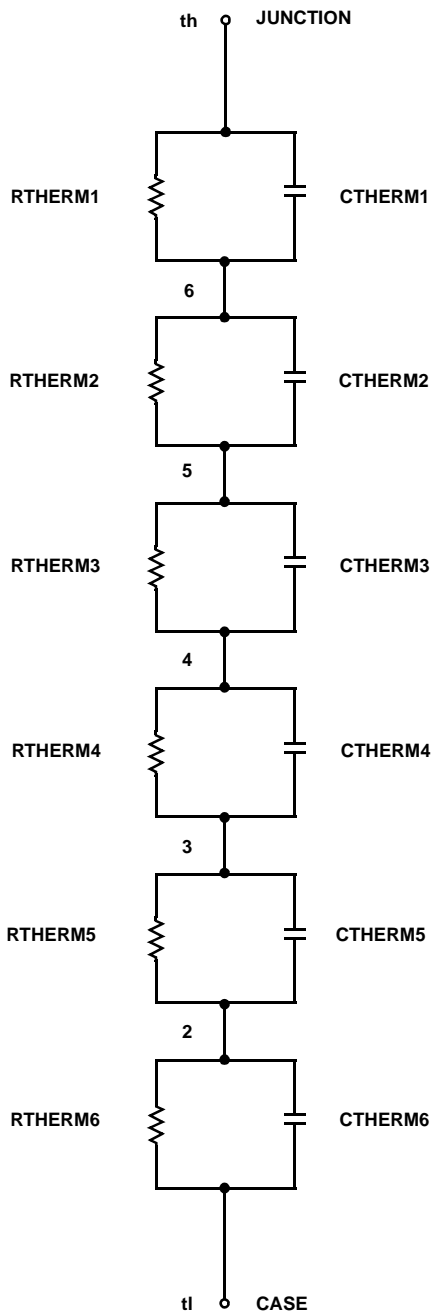 th JUNCTION
RTHERM1 CTHERM1
6
RTHERM2 CTHERM2
5
RTHERM3 CTHERM3
4
RTHERM4 CTHERM4
3
RTHERM5 CTHERM5
2
RTHERM6 CTHERM6
tl CASE